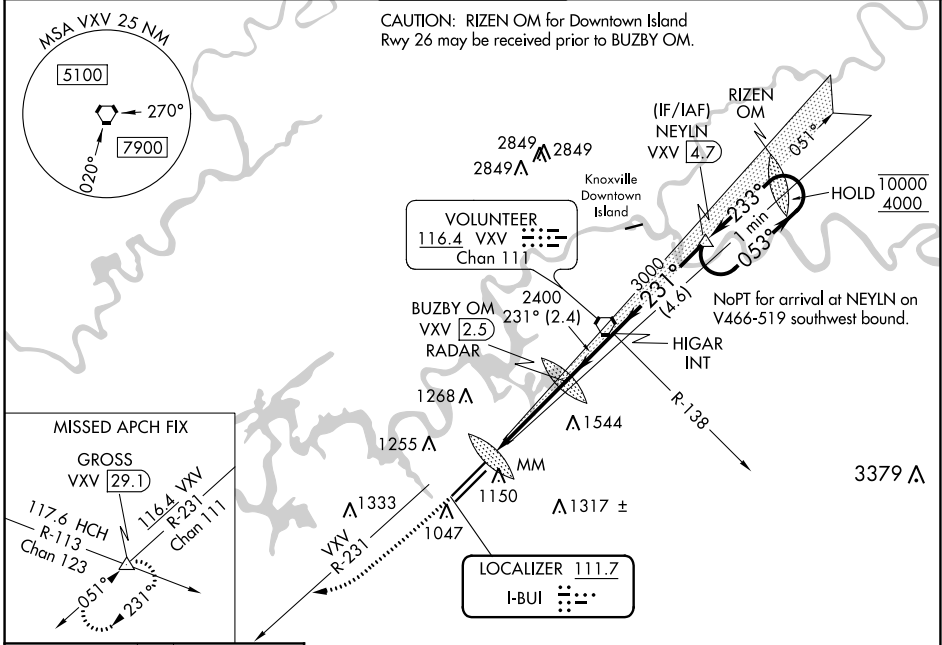 MSA VXV 25 NM
5100
270°
7900
020°
CAUTION: RIZEN OM for Downtown Island
Rwy 26 may be received prior to BUZBY OM.
RIZEN
OM
(IF/IAF)
NEYLN
VXV 4.7
051°
2849
2849
2849
Knoxville
Downtown
Island
HOLD 10000
4000
233°
1 min
053°
VOLUNTEER
116.4 VXV
Chan 111
3000
231°
(4.6)
NoPT for arrival at NEYLN on
V466-519 southwest bound.
2400
231° (2.4)
BUZBY OM
VXV 2.5
RADAR
HIGAR
INT
R-138
1268
1544
1255
MM
1150
3379
1333
1047
1317 ±
VXV
R-231
LOCALIZER 111.7
I-BUI
MISSED APCH FIX
GROSS
VXV 29.1
116.4 VXV
R-231
Chan 111
117.6 HCH
R-113
Chan 123
051°
231°